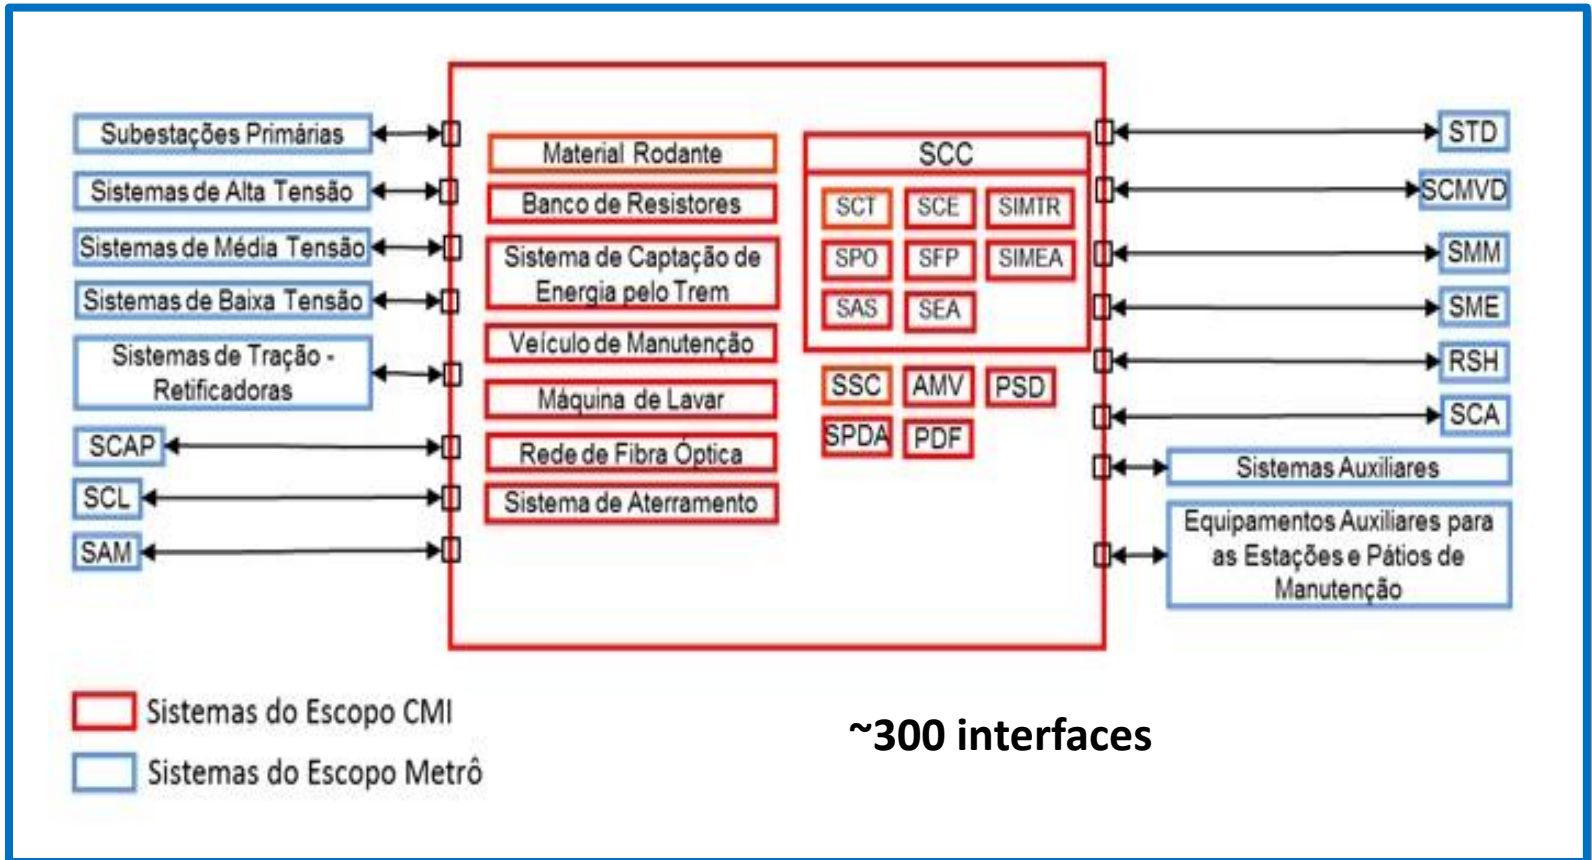 Subestações Primárias
Sistemas de Alta Tensão
Sistemas de Média Tensão
Sistemas de Baixa Tensão
Sistemas de Tração -
Retificadoras
SCAP
SCL
SAM
Material Rodante
Banco de Resistores
Sistema de Captação de
Energia pelo Trem
Veículo de Manutenção
Máquina de Lavar
Rede de Fibra Óptica
Sistema de Aterramento
SCC
SCT SCE SIMTR
SPO SFP SIMEA
SAS SEA
SSC AMV PSD
SPDA PDF
STD
SCMVD
SMM
SME
RSH
SCA
Sistemas Auxiliares
Equipamentos Auxiliares para
as Estações e Pátios de
Manutenção
Sistemas do Escopo CMI
Sistemas do Escopo Metrô
~300 interfaces